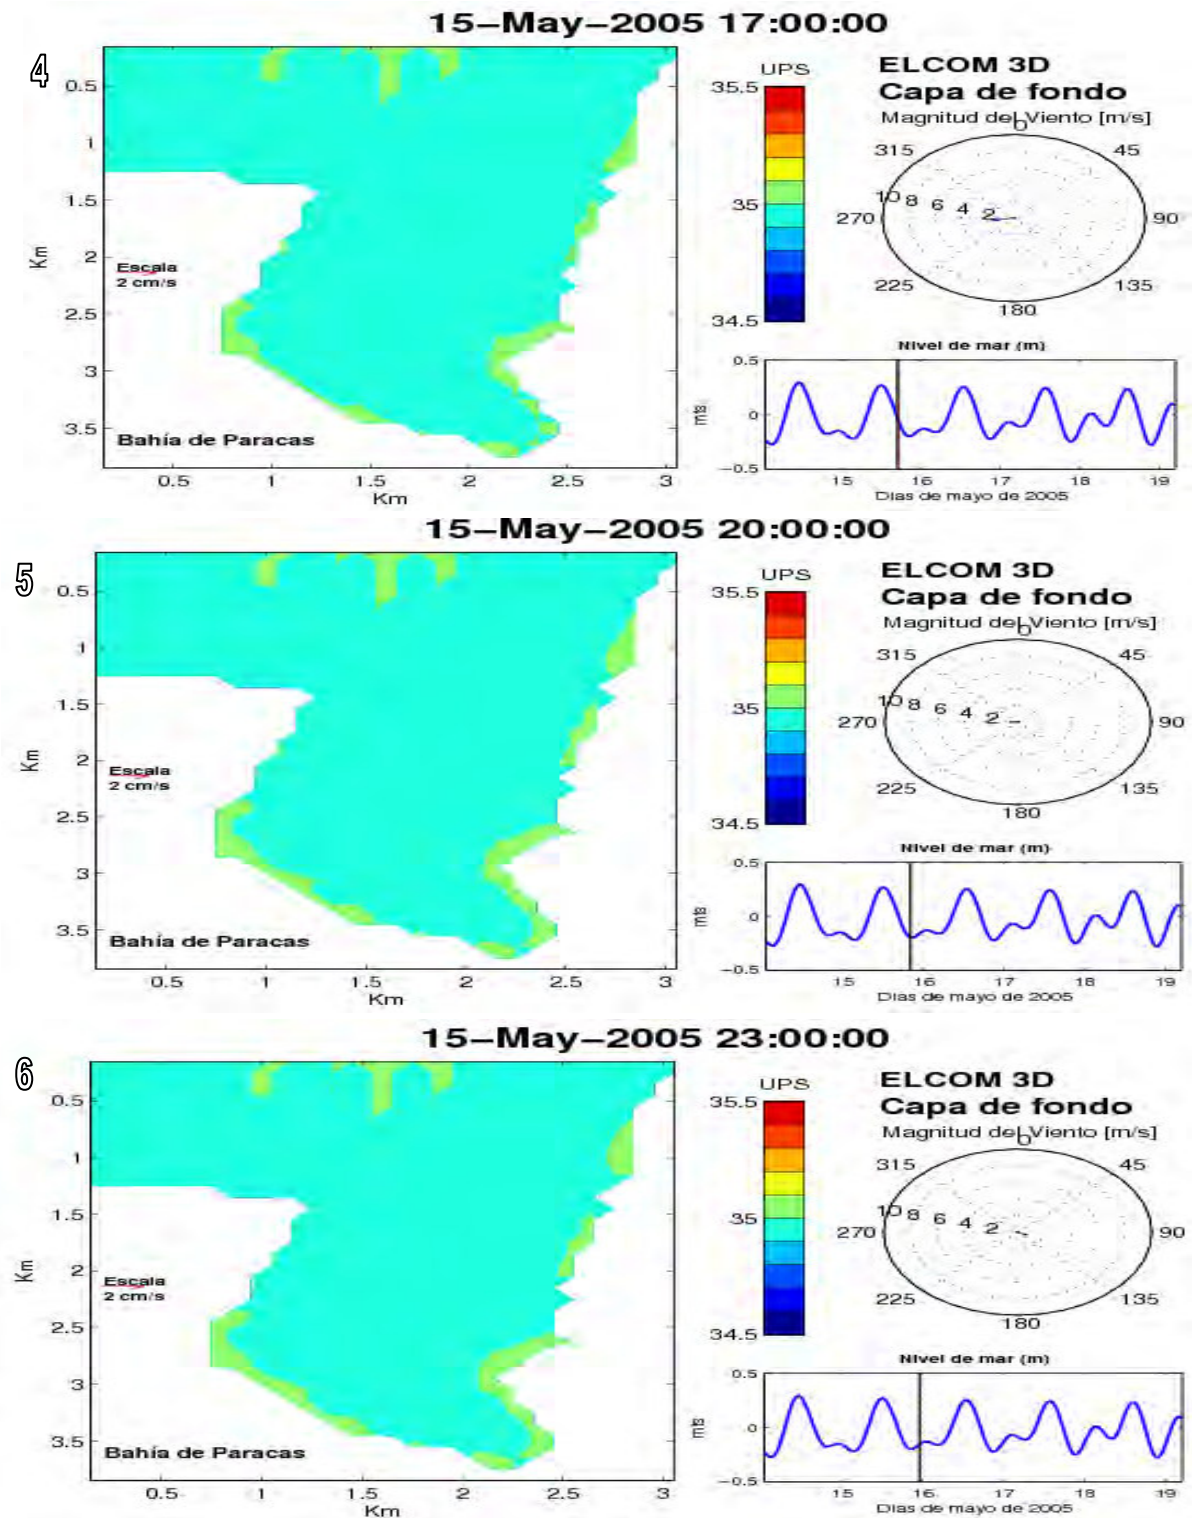 15-May-2005 17:00:00
4
0.5
1
1.5
2
2.5
3
3.5
Km
Escala
2 cm/s
Bahía de Paracas
0.5
1
1.5
2
2.5
3
Km
UPS
35.5
35
34.5
ELCOM 3D
Capa de fondo
Magnitud del Viento [m/s]
0
315
45
10
8
6
4
2
270
90
225
135
180
Nivel de mar (m)
0.5
0
-0.5
mts
15
16
17
18
19
Dias de mayo de 2005
15-May-2005 20:00:00
5
0.5
1
1.5
2
2.5
3
3.5
Km
Escala
2 cm/s
Bahía de Paracas
0.5
1
1.5
2
2.5
3
Km
UPS
35.5
35
34.5
ELCOM 3D
Capa de fondo
Magnitud del Viento [m/s]
0
315
45
10
8
6
4
2
270
90
225
135
180
Nivel de mar (m)
0.5
0
-0.5
mts
15
16
17
18
19
Dias de mayo de 2005
15-May-2005 23:00:00
6
0.5
1
1.5
2
2.5
3
3.5
Km
Escala
2 cm/s
Bahía de Paracas
0.5
1
1.5
2
2.5
3
Km
UPS
35.5
35
34.5
ELCOM 3D
Capa de fondo
Magnitud del Viento [m/s]
0
315
45
10
8
6
4
2
270
90
225
135
180
Nivel de mar (m)
0.5
0
-0.5
mts
15
16
17
18
19
Dias de mayo de 2005